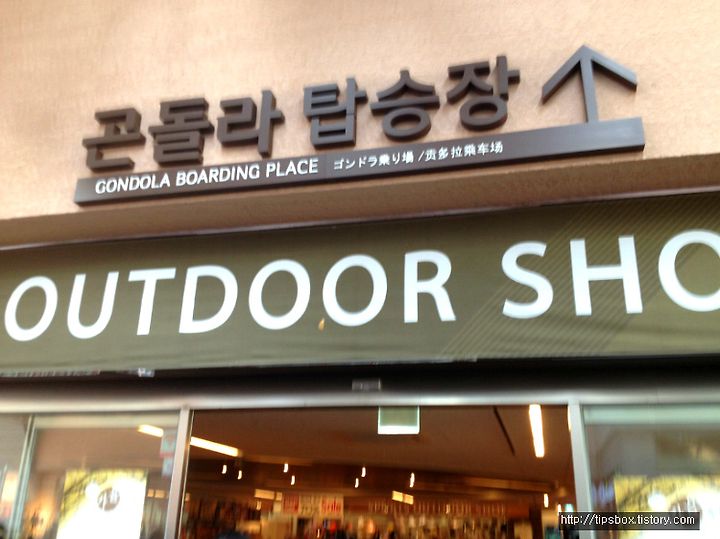 곤돌라 탑승장
GONDOLA BOARDING PLACE ゴンドラ乗り場 / 贡多拉乘车场
OUTDOOR SHO
Sale
http://tipsbox.tistory.com